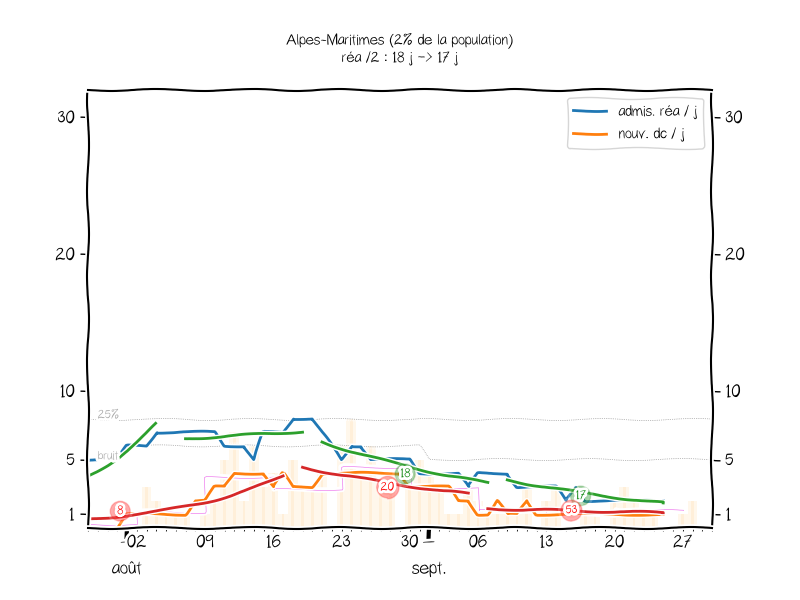 Alpes-Maritimes (2% de la population)
réa /2 : 18 j -> 17 j
admis. réa / j
nouv. dc / j
30
30
20
20
10
10
25%
bruit
5
5
18
20
17
8
53
1
1
02 09 16 23 30 06 13 20 27
août sept.